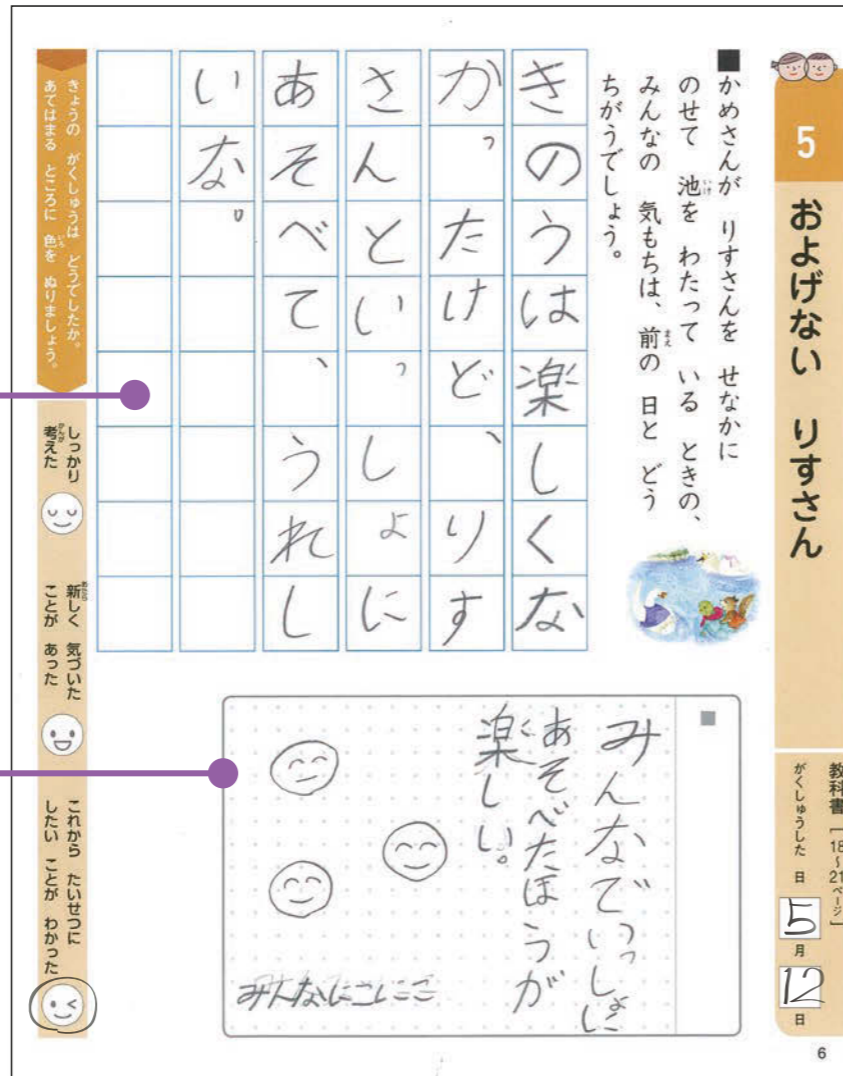 5
およげない りすさん
教科書 [18~21ページ]
がくしゅうした 日 5月12日
■かめさんが りすさんを せなかに
のせて 池を わたって いる ときの、
みんなの 気もちは、前の 日と どう
ちがうでしょう。
きのうは楽しくな
かったけど、りす
さんといっしょに
あそべて、うれし
いな。
みんなでいっしょに
あそべたほうが
楽しい。
みんなにこにこ
きょうの がくしゅうは どうでしたか。
あてはまる ところに 色を ぬりましょう。
しっかり
考えた
新しく 気づいた
ことが あった
これから たいせつに
したい ことが わかった
6